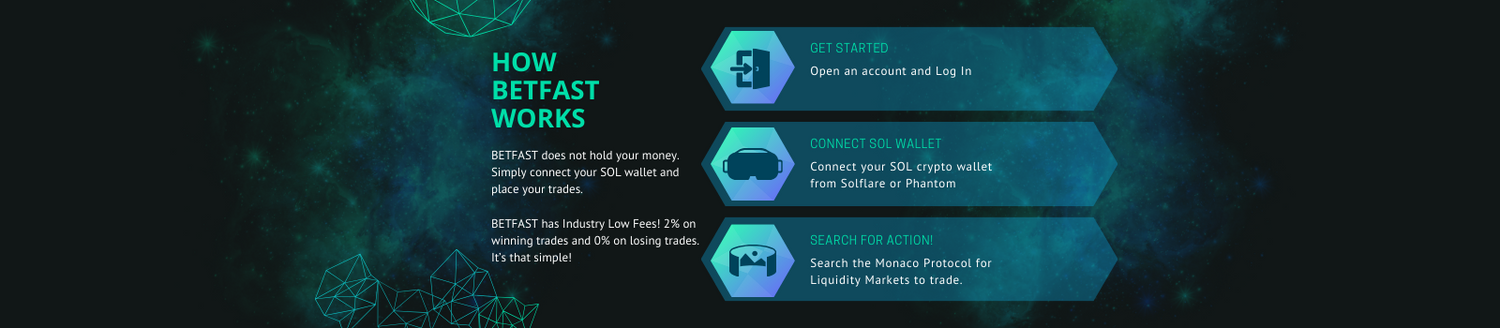 HOW
BETFAST
WORKS
BETFAST does not hold your money.
Simply connect your SOL wallet and
place your trades.
BETFAST has Industry Low Fees! 2% on
winning trades and 0% on losing trades.
It's that simple!
GET STARTED
Open an account and Log In
CONNECT SOL WALLET
Connect your SOL crypto wallet
from Solflare or Phantom
SEARCH FOR ACTION!
Search the Monaco Protocol for
Liquidity Markets to trade.